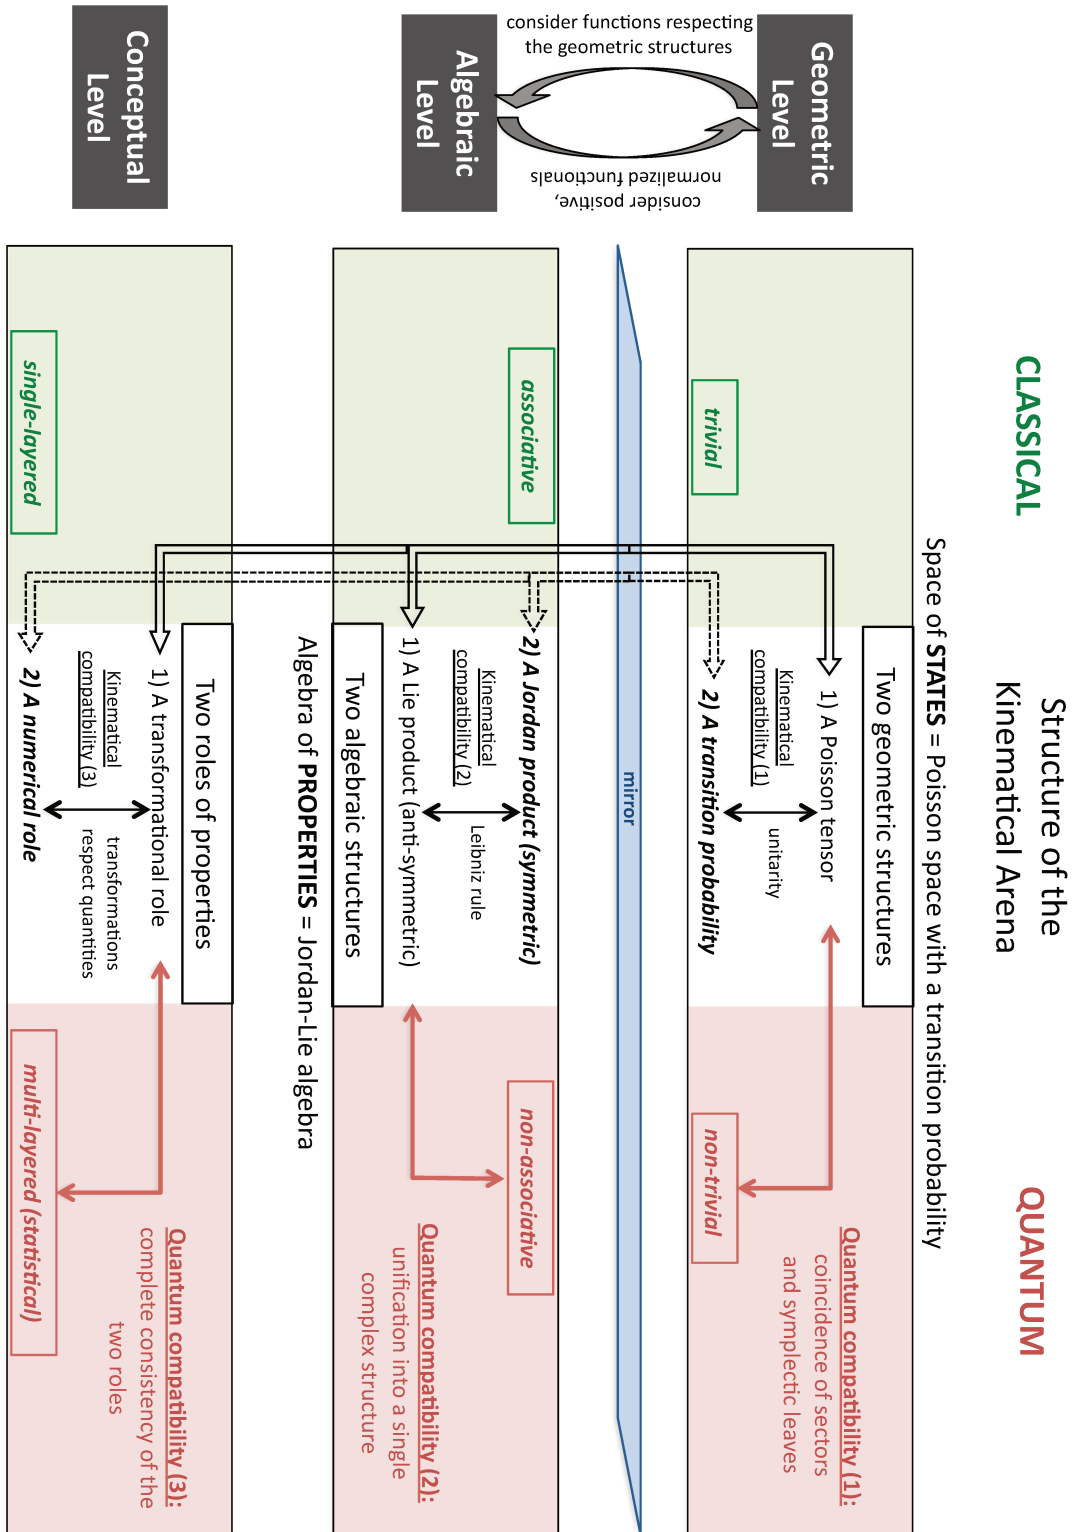 Structure of the
Kinematical Arena
CLASSICAL
QUANTUM
Space of STATES = Poisson space with a transition probability
Geometric
Level
Two geometric structures
1) A Poisson tensor
Kinematical
compatibility (1)
unitarity
2) A transition probability
trivial
non-trivial
Quantum compatibility (1):
coincidence of sectors
and symplectic leaves
consider functions respecting
the geometric structures
consider positive,
normalized functionals
mirror
Algebraic
Level
2) A Jordan product (symmetric)
Kinematical
compatibility (2)
Leibniz rule
1) A Lie product (anti-symmetric)
Two algebraic structures
associative
non-associative
Quantum compatibility (2):
unification into a single
complex structure
Algebra of PROPERTIES = Jordan-Lie algebra
Conceptual
Level
Two roles of properties
1) A transformational role
Kinematical
compatibility (3)
transformations
respect quantities
2) A numerical role
single-layered
multi-layered (statistical)
Quantum compatibility (3):
complete consistency of the
two roles